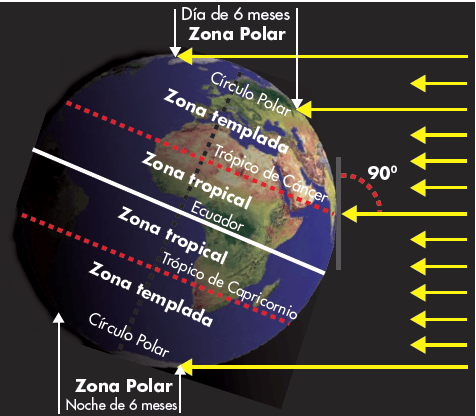 Día de 6 meses
Zona Polar
Círculo Polar
Zona templada
Trópico de Cáncer
90º
Zona tropical
Ecuador
Zona tropical
Trópico de Capricornio
Zona templada
Círculo Polar
Zona Polar
Noche de 6 meses